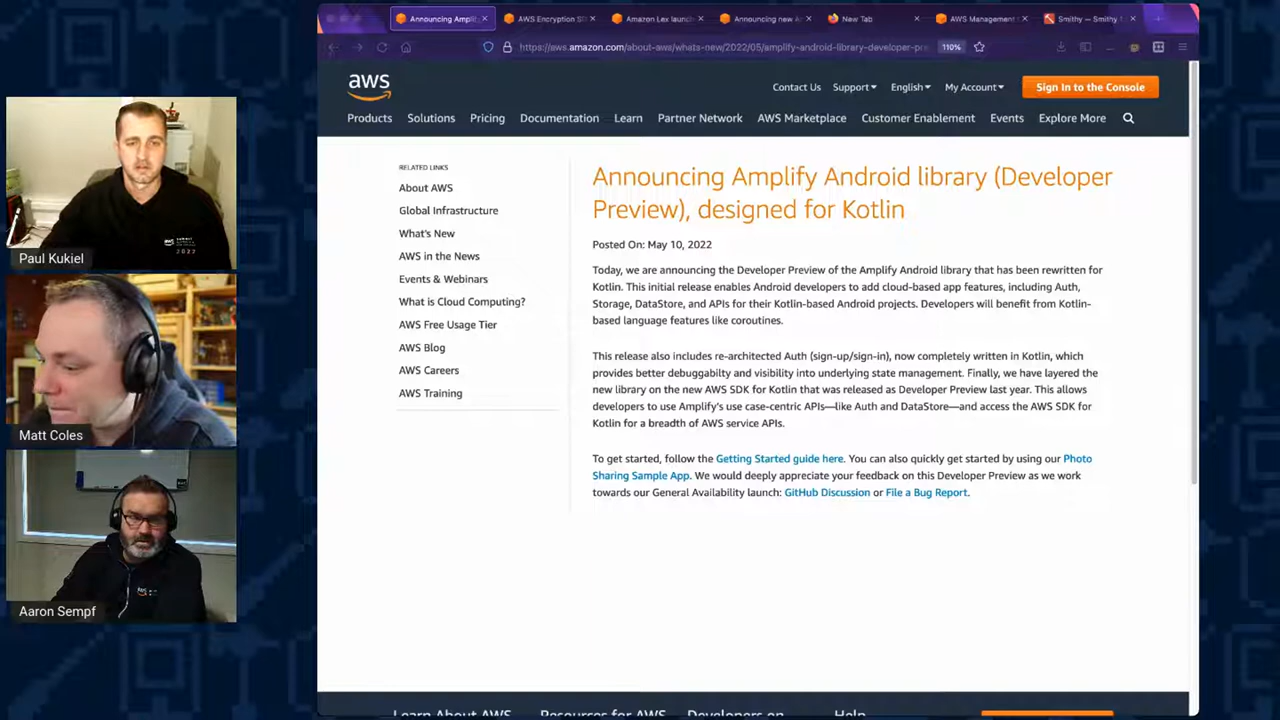 Announcing Amplif
AWS Encryption SD
Amazon Lex launch
Announcing new A
New Tab
AWS Management
Smithy — Smithy
https://aws.amazon.com/about-aws/whats-new/2022/05/amplify-android-library-developer-pre
110%
aws
Contact Us Support English My Account Sign In to the Console
Products Solutions Pricing Documentation Learn Partner Network AWS Marketplace Customer Enablement Events Explore More
RELATED LINKS
About AWS
Global Infrastructure
What's New
AWS in the News
Events & Webinars
What is Cloud Computing?
AWS Free Usage Tier
AWS Blog
AWS Careers
AWS Training
Announcing Amplify Android library (Developer
Preview), designed for Kotlin
Posted On: May 10, 2022
Today, we are announcing the Developer Preview of the Amplify Android library that has been rewritten for
Kotlin. This initial release enables Android developers to add cloud-based app features, including Auth,
Storage, DataStore, and APIs for their Kotlin-based Android projects. Developers will benefit from Kotlin-
based language features like coroutines.
This release also includes re-architected Auth (sign-up/sign-in), now completely written in Kotlin, which
provides better debuggabilty and visibility into underlying state management. Finally, we have layered the
new library on the new AWS SDK for Kotlin that was released as Developer Preview last year. This allows
developers to use Amplify's use case-centric APIs—like Auth and DataStore—and access the AWS SDK for
Kotlin for a breadth of AWS service APIs.
To get started, follow the Getting Started guide here. You can also quickly get started by using our Photo
Sharing Sample App. We would deeply appreciate your feedback on this Developer Preview as we work
towards our General Availability launch: GitHub Discussion or File a Bug Report.
Learn About AWS Resources for AWS Developers on Help
Paul Kukiel
aws
2022
Matt Coles
Aaron Sempf